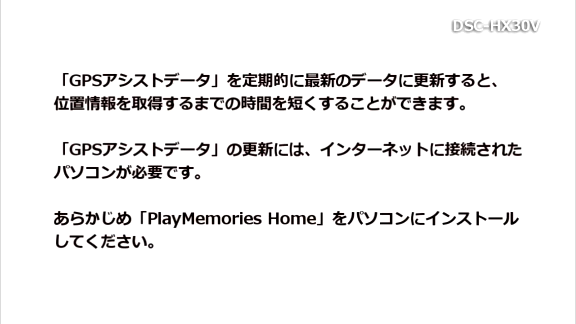 DSC-HX30V
「GPSアシストデータ」を定期的に最新のデータに更新すると、
位置情報を取得するまでの時間を短くすることができます。
「GPSアシストデータ」の更新には、インターネットに接続された
パソコンが必要です。
あらかじめ「PlayMemories Home」をパソコンにインストール
してください。